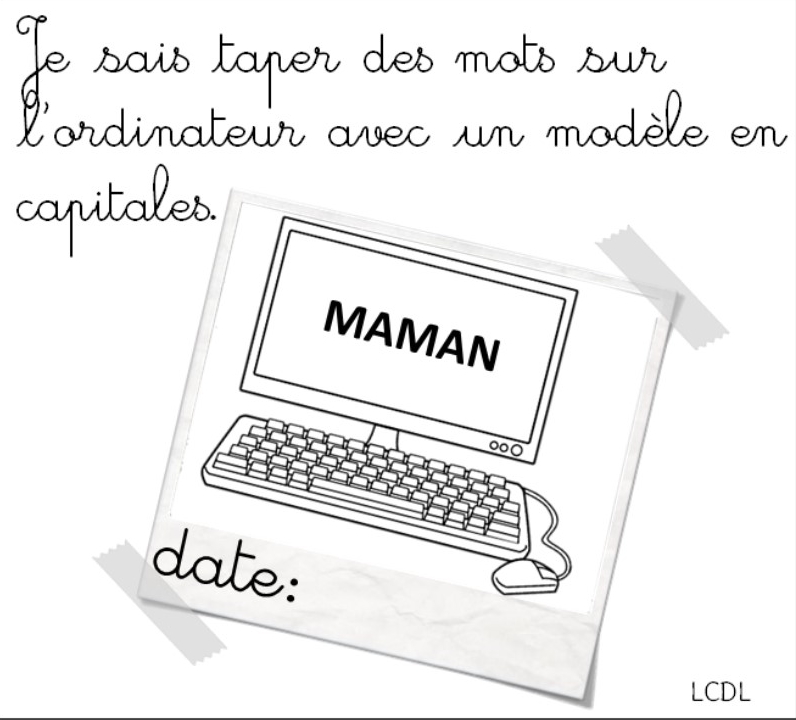 Je sais taper des mots sur
l'ordinateur avec un modèle en
capitales.
MAMAN
date:
LCDL